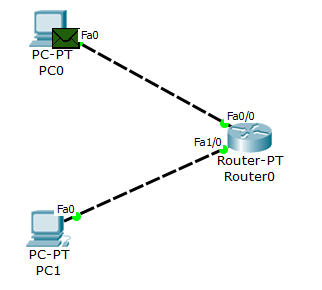 Fa0
PC-PT
PC0
Fa0/0
Fa1/0
Router-PT
Router0
Fa0
PC-PT
PC1